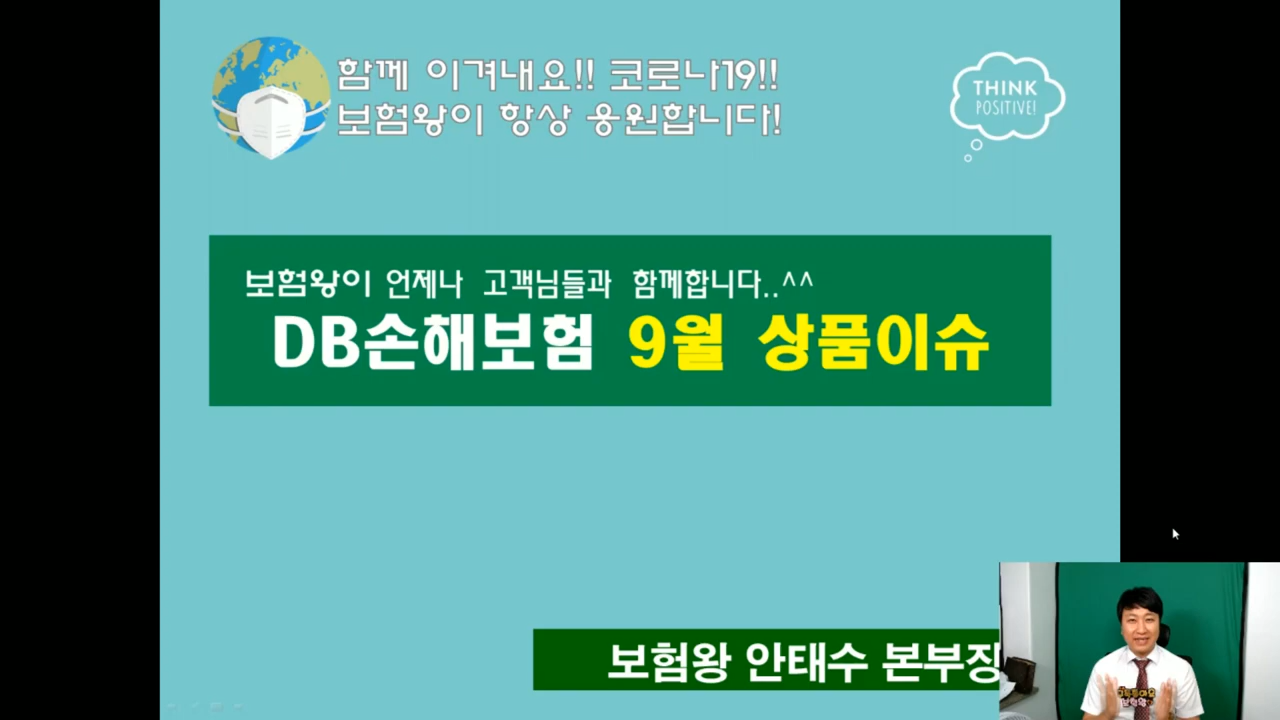 함께 이겨내요!! 코로나19!!
보험왕이 항상 응원합니다!
THINK
POSITIVE!
보험왕이 언제나 고객님들과 함께합니다..^^
DB손해보험 9월 상품이슈
보험왕 안태수 본부장